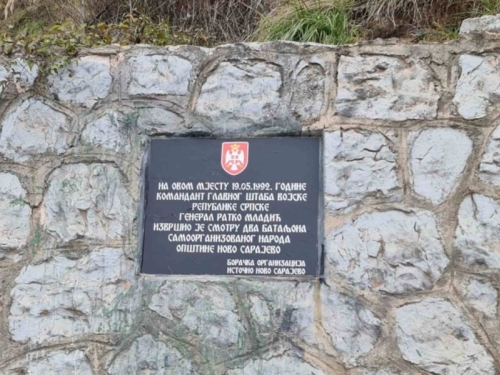 НА ОВОМ МЈЕСТУ 19.05.1992. ГОДИНЕ
КОМАНДАНТ ГЛАВНОГ ШТАБА ВОЈСКЕ
РЕПУБЛИКЕ СРПСКЕ
ГЕНЕРАЛ РАТКО МЛАДИЋ
ИЗВРШИО ЈЕ СМОТРУ ДВА БАТАЉОНА
САМООРГАНИЗОВАНОГ НАРОДА
ОПШТИНЕ НОВО САРАЈЕВО
БОРАЧКА ОРГАНИЗАЦИЈА
ИСТОЧНО НОВО САРАЈЕВО